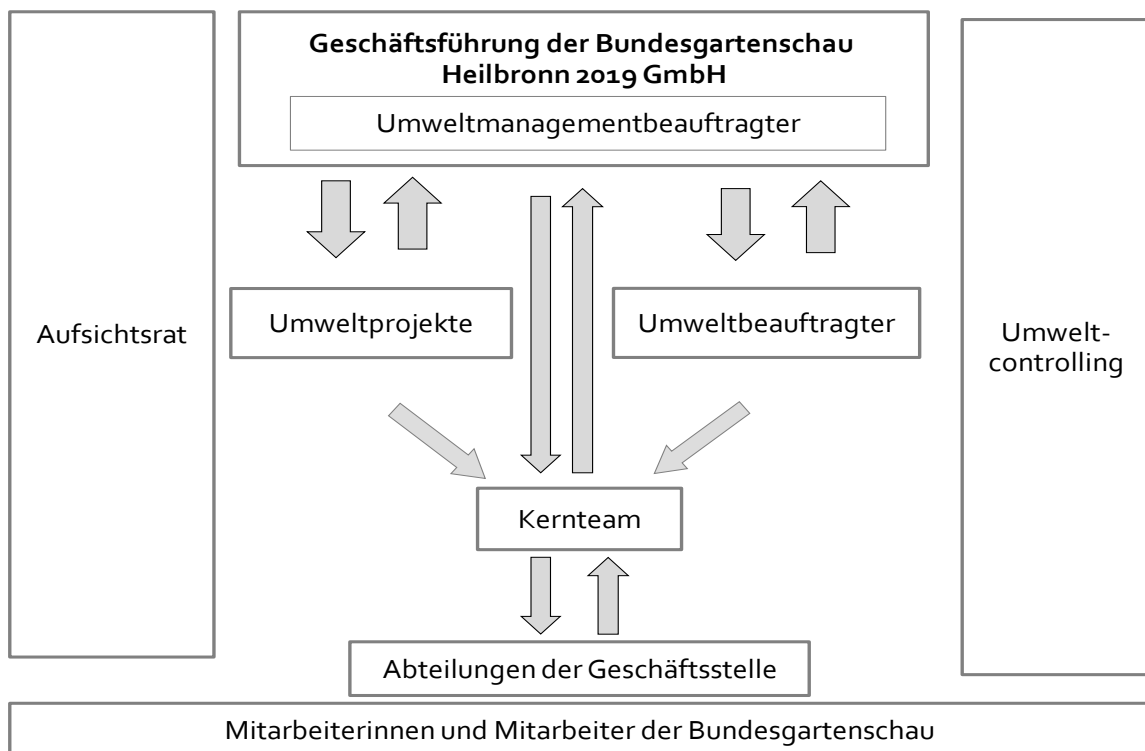 Geschäftsführung der Bundesgartenschau
Heilbronn 2019 GmbH
Umweltmanagementbeauftragter
Aufsichtsrat
Umweltprojekte
Umweltbeauftragter
Umwelt-
controlling
Kernteam
Abteilungen der Geschäftsstelle
Mitarbeiterinnen und Mitarbeiter der Bundesgartenschau